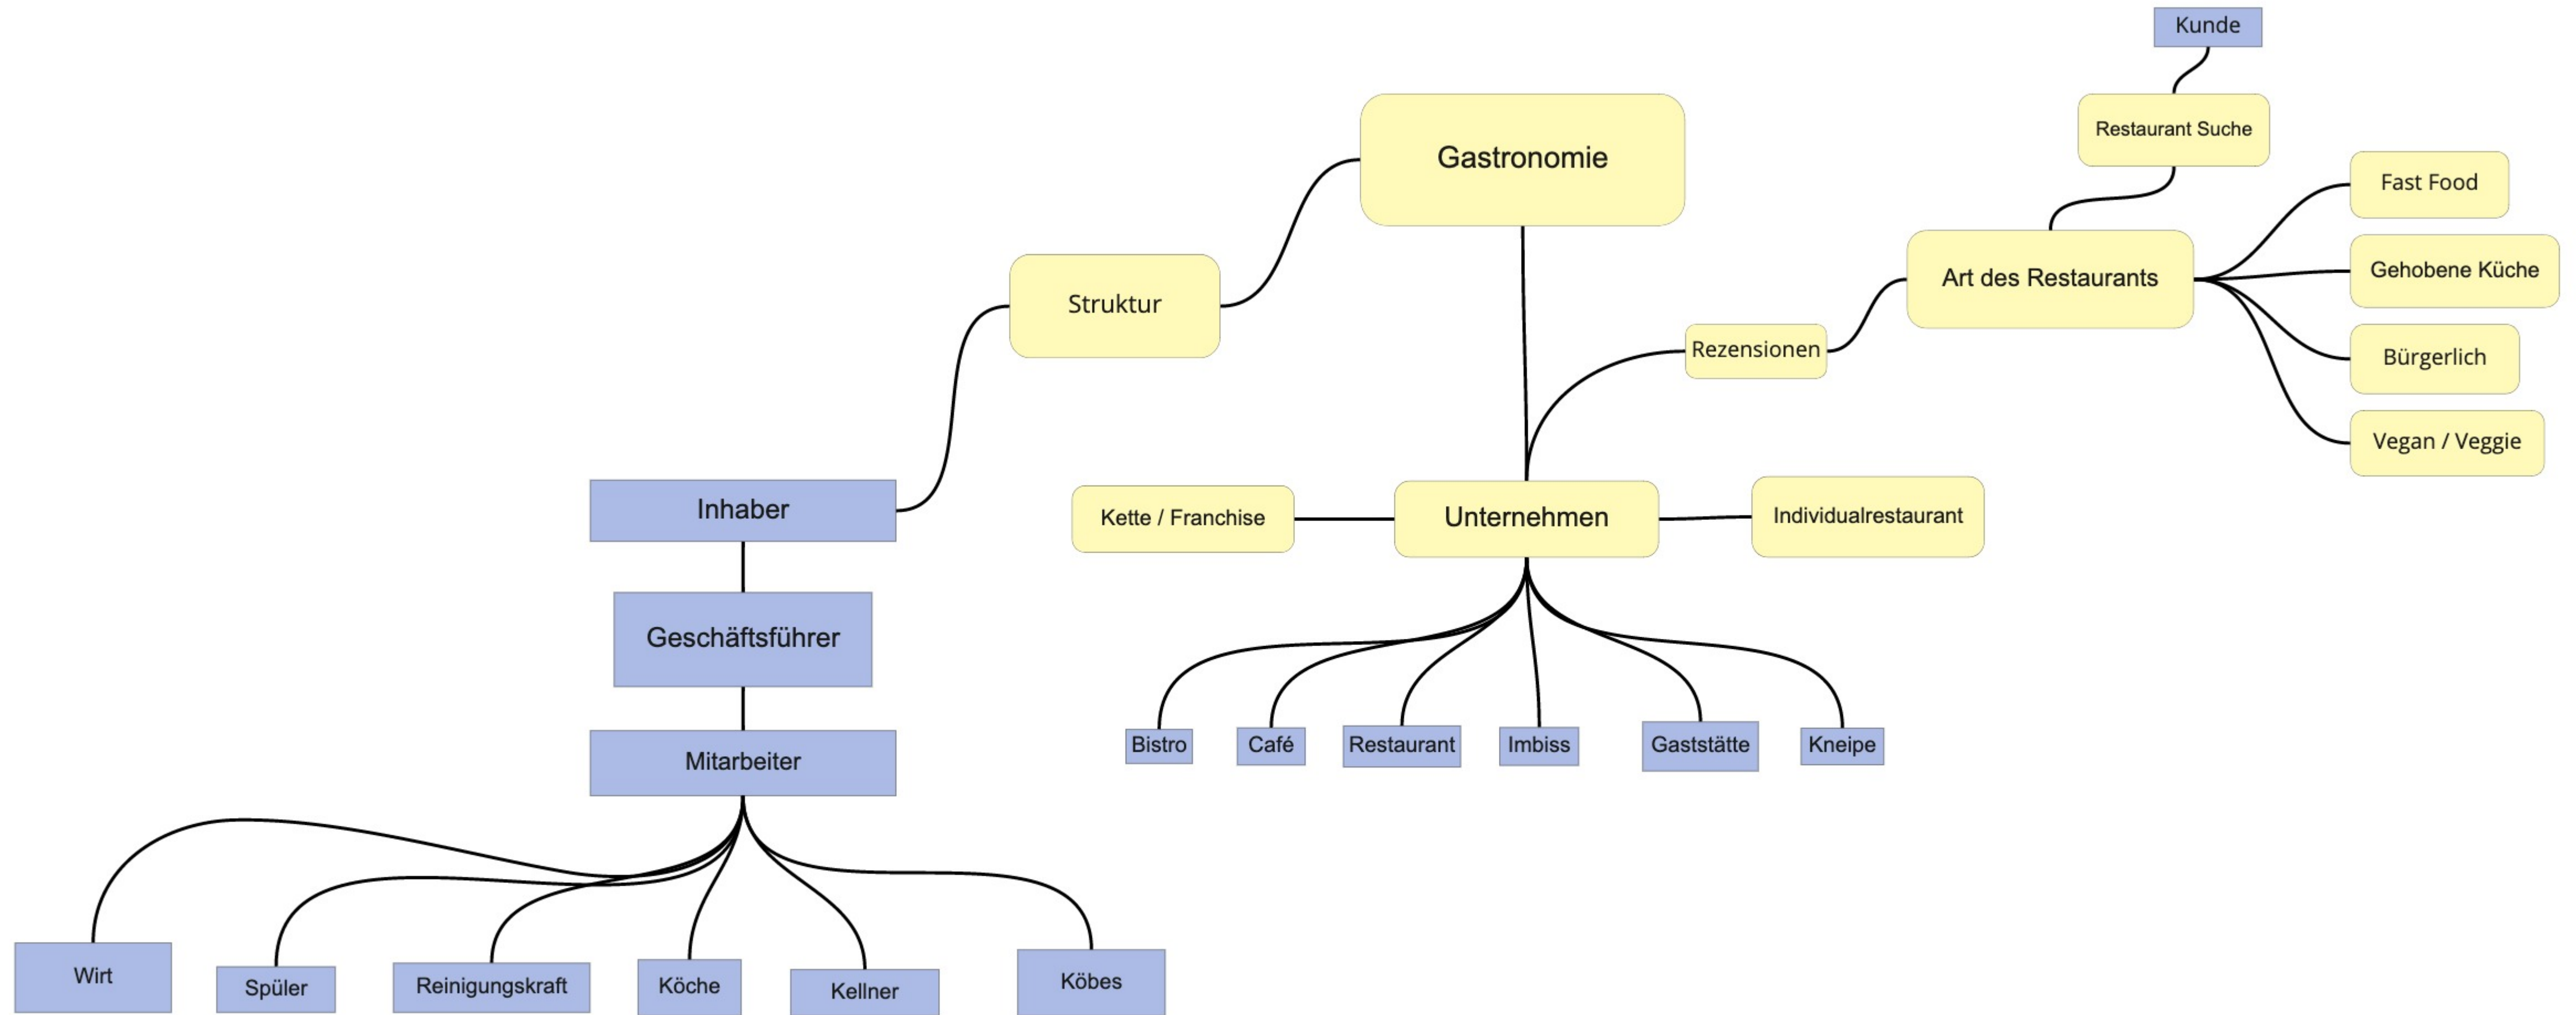 Kunde
Restaurant Suche
Gastronomie
Fast Food
Gehobene Küche
Art des Restaurants
Struktur
Rezensionen
Bürgerlich
Vegan / Veggie
Inhaber
Kette / Franchise
Unternehmen
Individualrestaurant
Geschäftsführer
Mitarbeiter
Bistro
Café
Restaurant
Imbiss
Gaststätte
Kneipe
Wirt
Spüler
Reinigungskraft
Köche
Kellner
Köbes